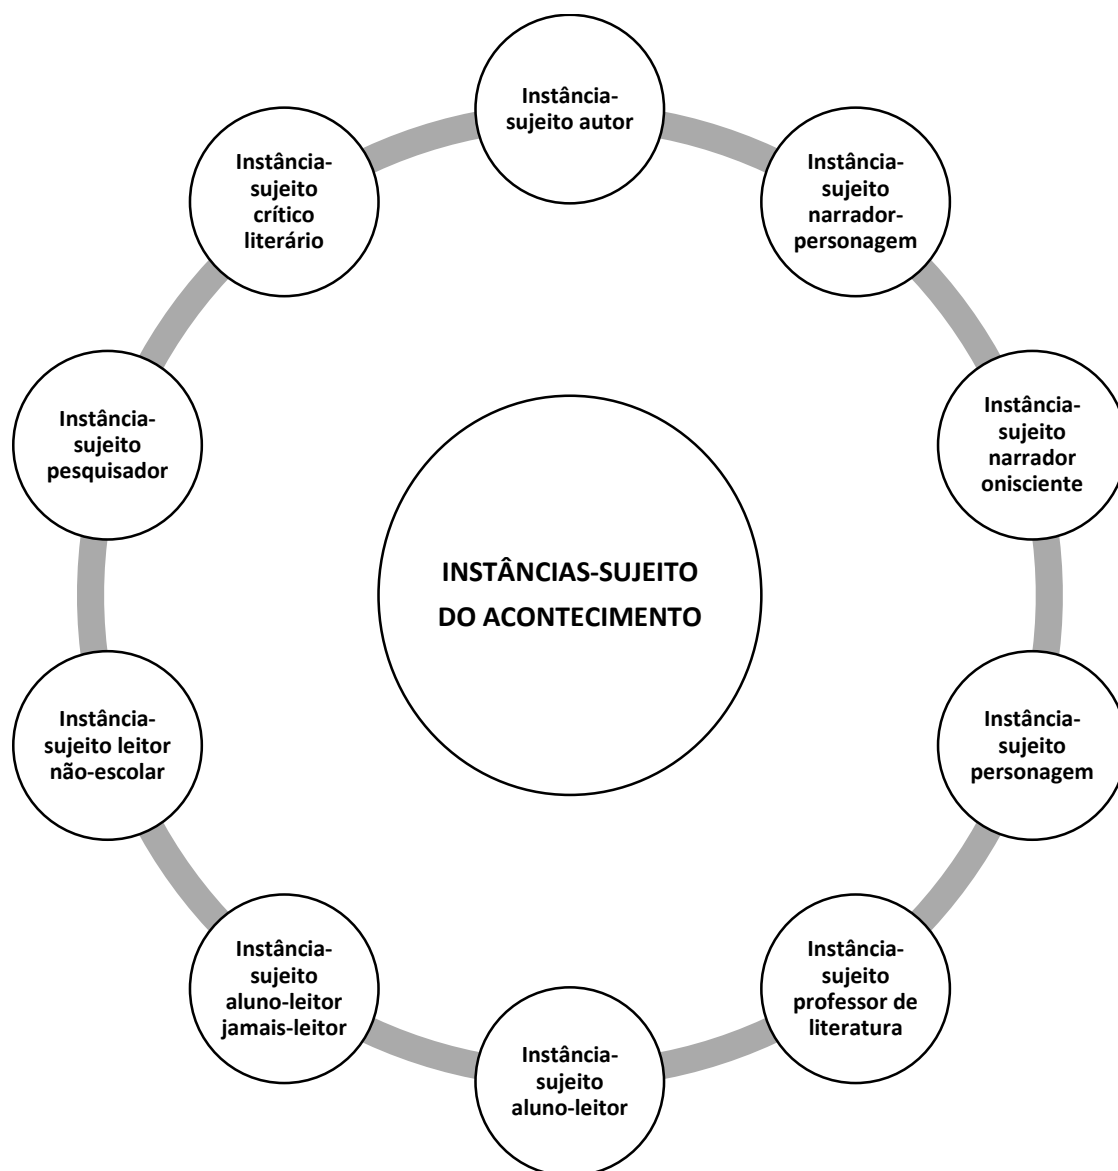 Instância-
sujeito autor
Instância-
sujeito
narrador-
personagem
Instância-
sujeito
narrador
onisciente
Instância-
sujeito
personagem
Instância-
sujeito
professor de
literatura
Instância-
sujeito
aluno-leitor
Instância-
sujeito
aluno-leitor
jamais-leitor
Instância-
sujeito leitor
não-escolar
Instância-
sujeito
pesquisador
Instância-
sujeito
crítico
literário
INSTÂNCIAS-SUJEITO
DO ACONTECIMENTO